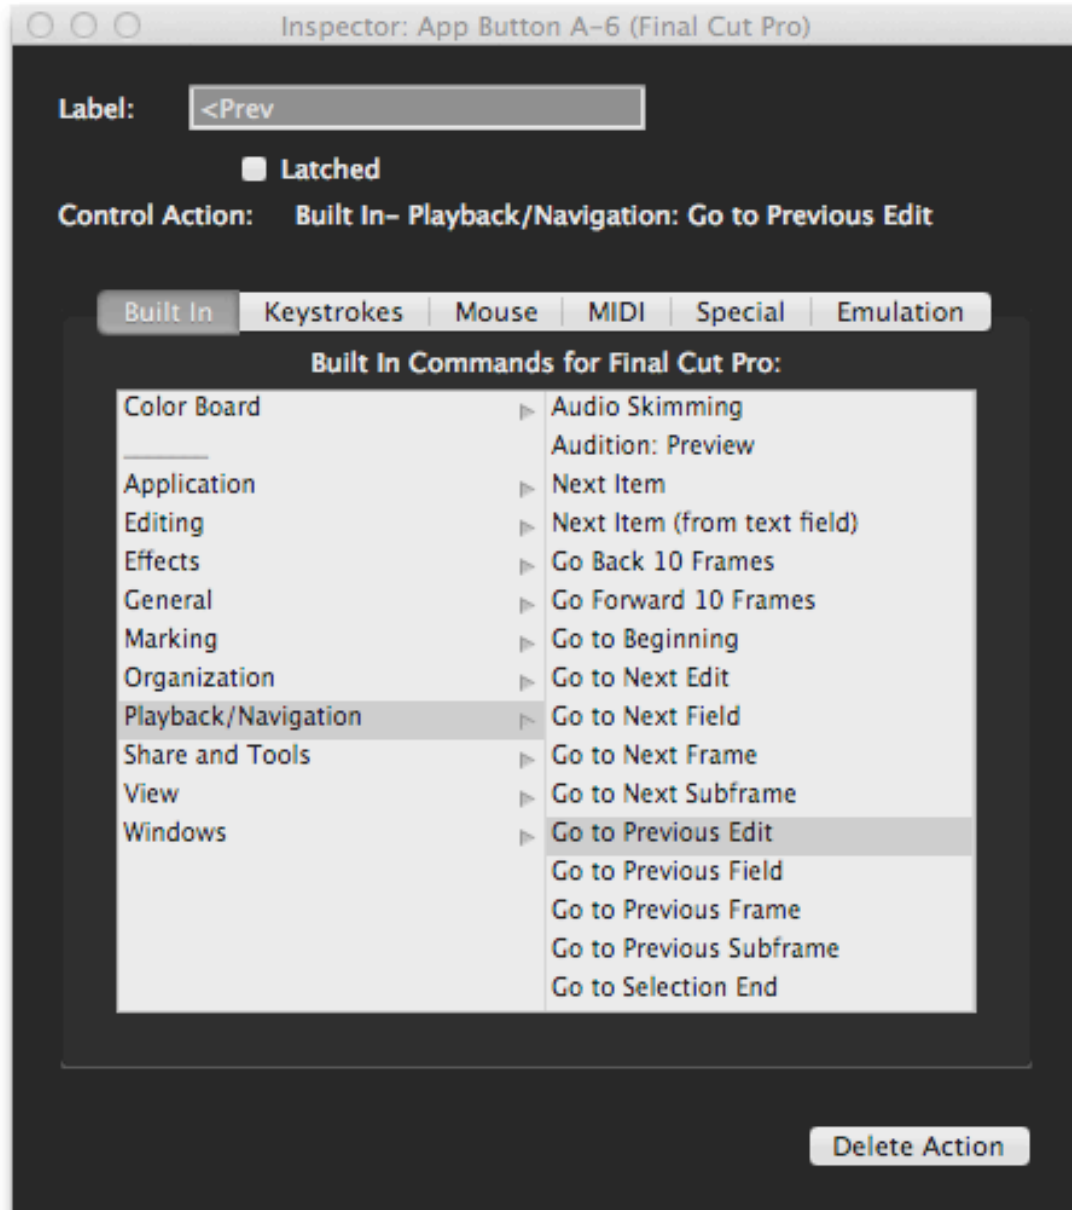 Inspector: App Button A-6 (Final Cut Pro)
Label: <Prev
Latched
Control Action: Built In- Playback/Navigation: Go to Previous Edit
Built In Keystrokes Mouse MIDI Special Emulation
Built In Commands for Final Cut Pro:
Color Board
_______
Application
Editing
Effects
General
Marking
Organization
Playback/Navigation
Share and Tools
View
Windows
Audio Skimming
Audition: Preview
Next Item
Next Item (from text field)
Go Back 10 Frames
Go Forward 10 Frames
Go to Beginning
Go to Next Edit
Go to Next Field
Go to Next Frame
Go to Next Subframe
Go to Previous Edit
Go to Previous Field
Go to Previous Frame
Go to Previous Subframe
Go to Selection End
Delete Action